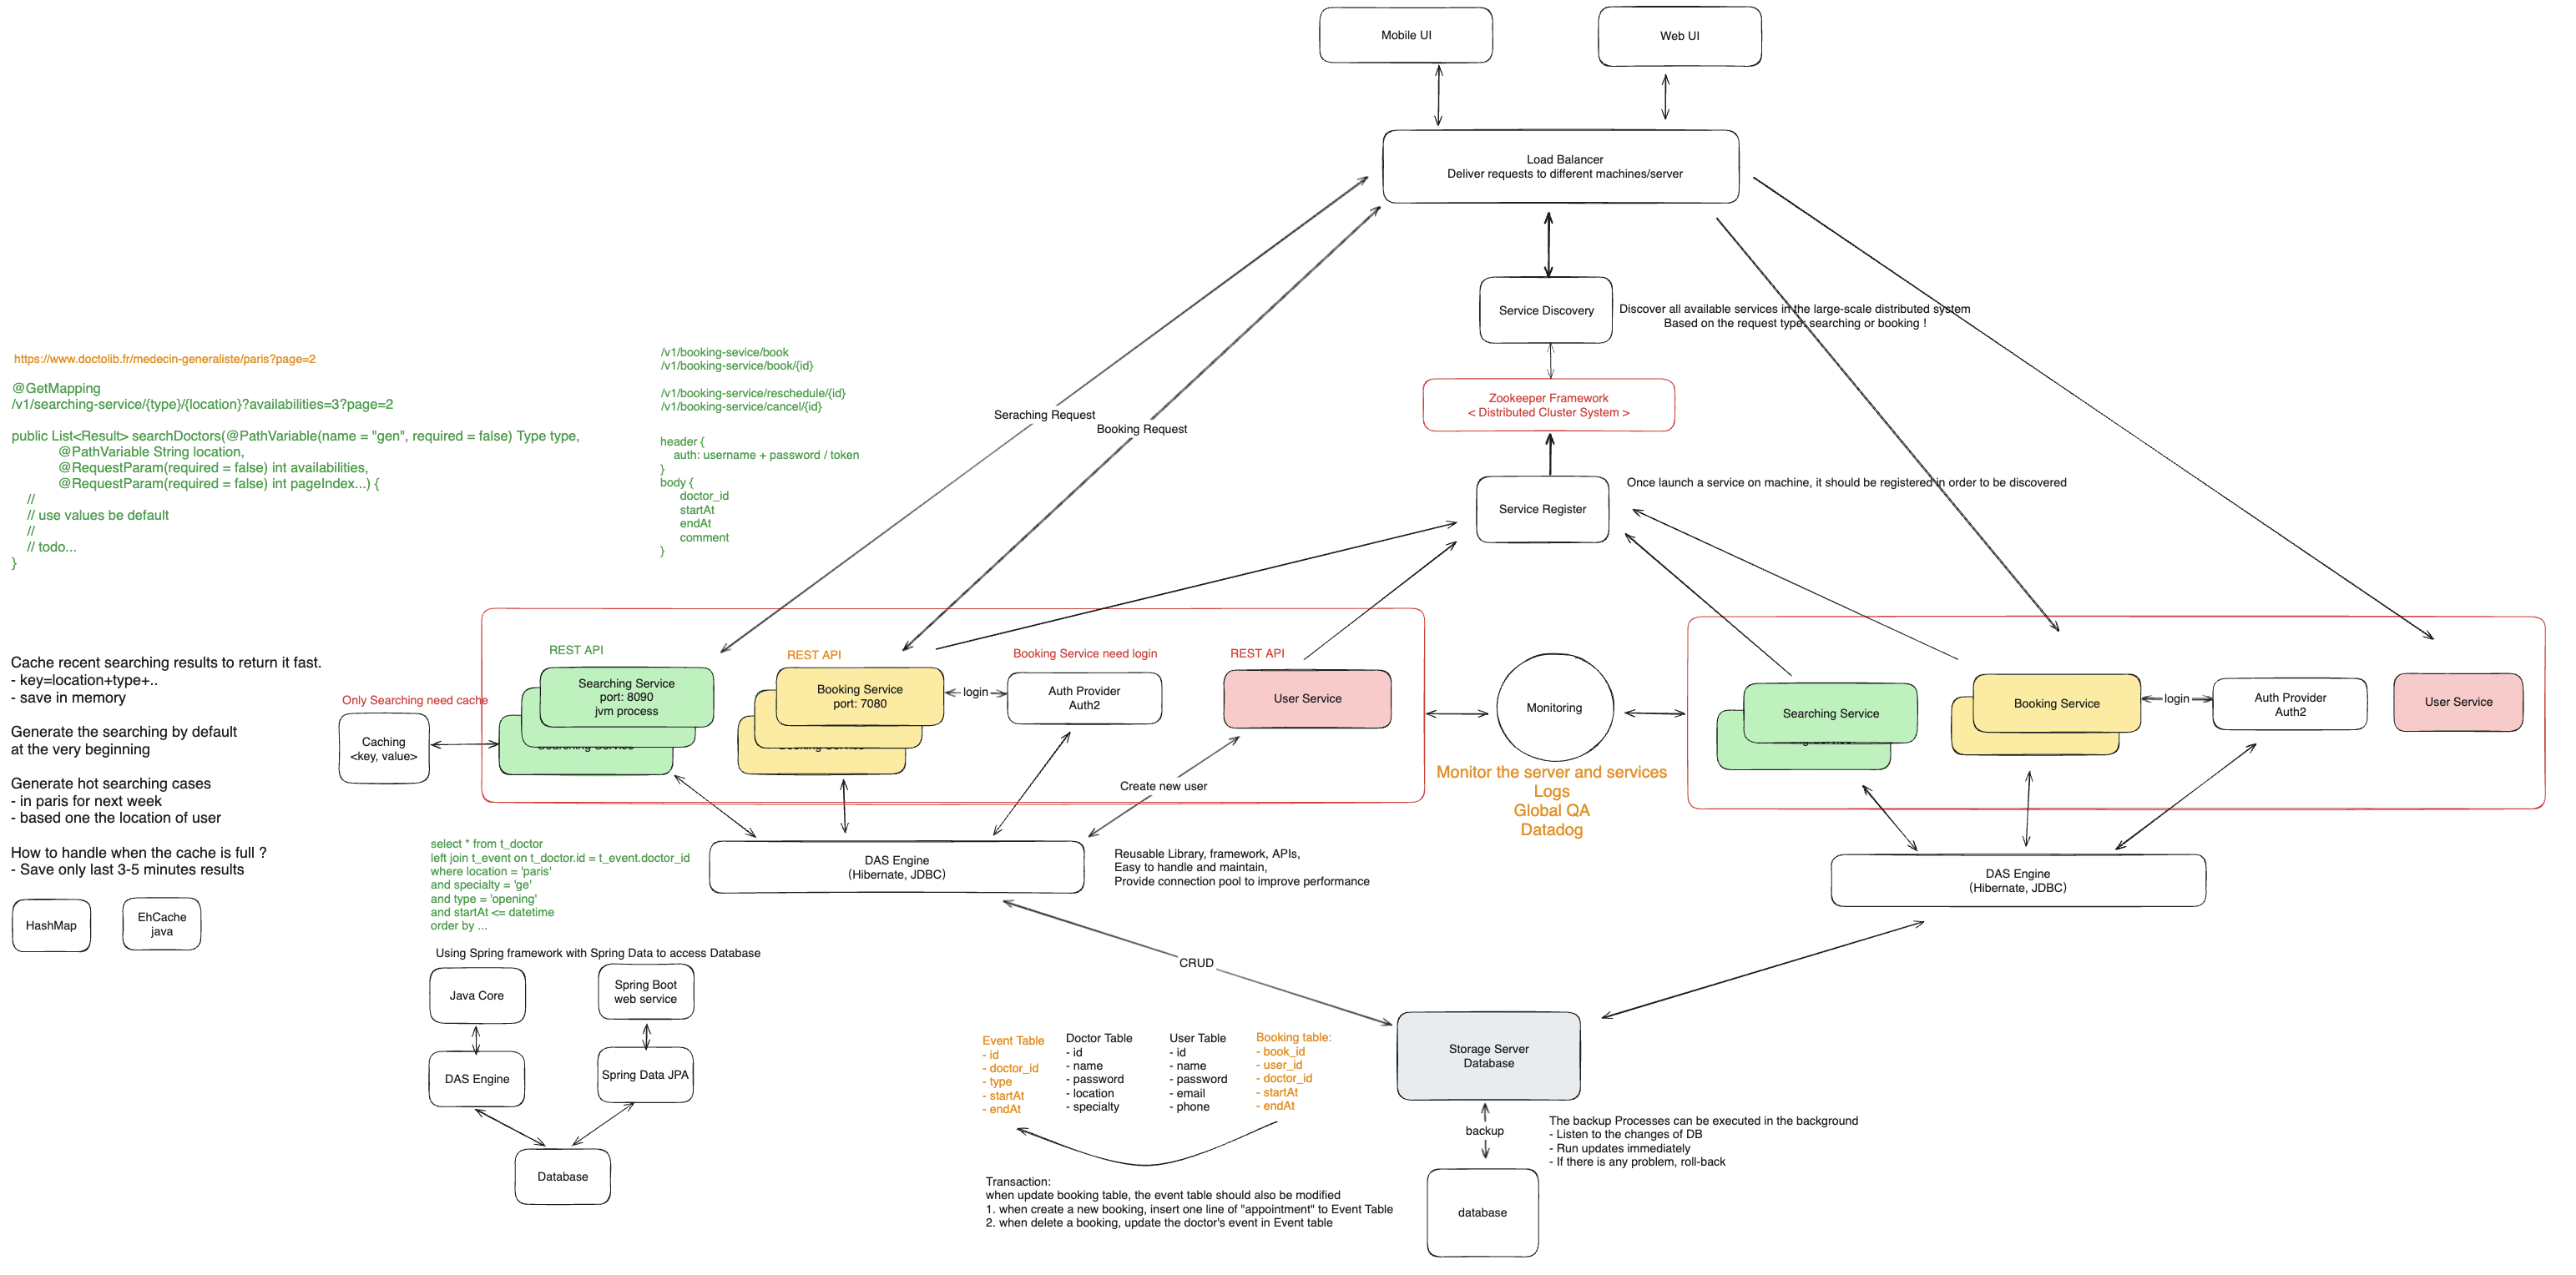 Mobile UI
Web UI
Load Balancer
Deliver requests to different machines/server
Service Discovery
Discover all available services in the large-scale distributed system
Based on the request type: searching or booking !
Zookeeper Framework
< Distributed Cluster System >
Service Register
Once launch a service on machine, it should be registered in order to be discovered
Seraching Request
Booking Request
https://www.doctolib.fr/medecin-generaliste/paris?page=2
@GetMapping
/v1/searching-service/{type}/{location}?availabilities=3?page=2
public List<Result> searchDoctors(@PathVariable(name = "gen", required = false) Type type,
@PathVariable String location,
@RequestParam(required = false) int availabilities,
@RequestParam(required = false) int pageIndex...) {
//
// use values be default
//
// todo...
}
/v1/booking-sevice/book
/v1/booking-service/book/{id}
/v1/booking-service/reschedule/{id}
/v1/booking-service/cancel/{id}
header {
auth: username + password / token
}
body {
doctor_id
startAt
endAt
comment
}
Cache recent searching results to return it fast.
- key=location+type+..
- save in memory
Generate the searching by default
at the very beginning
Generate hot searching cases
- in paris for next week
- based one the location of user
How to handle when the cache is full ?
- Save only last 3-5 minutes results
HashMap
EhCache
java
Only Searching need cache
Caching
<key, value>
REST API
Searching Service
port: 8090
jvm process
Searching Service
REST API
Booking Service
port: 7080
Booking Service
login
Booking Service need login
Auth Provider
Auth2
REST API
User Service
Create new user
Monitoring
Monitor the server and services
Logs
Global QA
Datadog
Searching Service
Booking Service
login
Auth Provider
Auth2
User Service
DAS Engine
(Hibernate, JDBC)
Reusable Library, framework, APIs,
Easy to handle and maintain,
Provide connection pool to improve performance
DAS Engine
(Hibernate, JDBC)
select * from t_doctor
left join t_event on t_doctor.id = t_event.doctor_id
where location = 'paris'
and specialty = 'ge'
and type = 'opening'
and startAt <= datetime
order by ...
Using Spring framework with Spring Data to access Database
Java Core
Spring Boot
web service
DAS Engine
Spring Data JPA
Database
CRUD
Event Table
- id
- doctor_id
- type
- startAt
- endAt
Doctor Table
- id
- name
- password
- location
- specialty
User Table
- id
- name
- password
- email
- phone
Booking table:
- book_id
- user_id
- doctor_id
- startAt
- endAt
Transaction:
when update booking table, the event table should also be modified
1. when create a new booking, insert one line of "appointment" to Event Table
2. when delete a booking, update the doctor's event in Event table
Storage Server
Database
backup
database
The backup Processes can be executed in the background
- Listen to the changes of DB
- Run updates immediately
- If there is any problem, roll-back